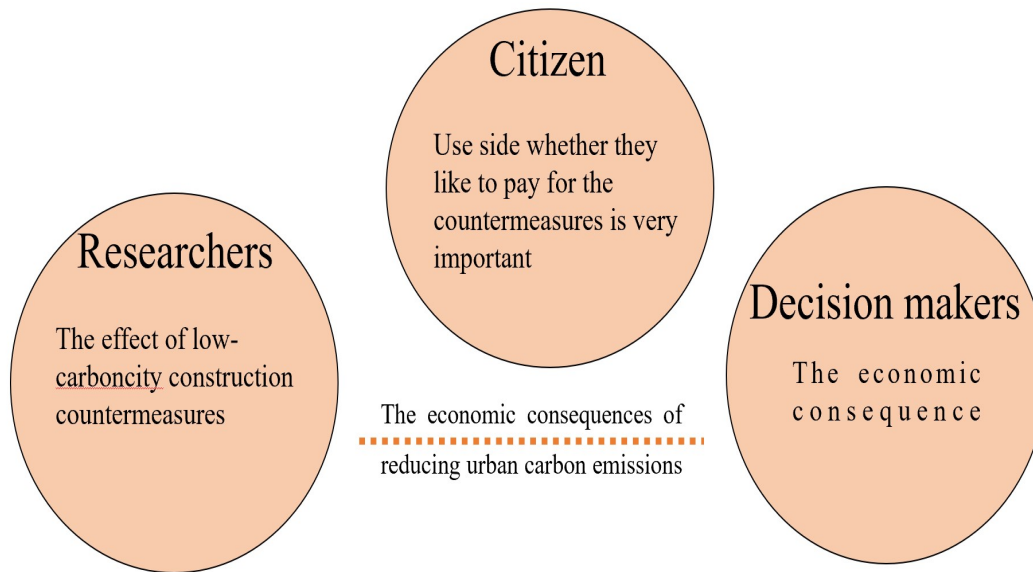 Citizen
Use side whether they
like to pay for the
countermeasures is very
important
Researchers
The effect of low-
carboncity construction
countermeasures
Decision makers
The economic
consequence
The economic consequences of
reducing urban carbon emissions